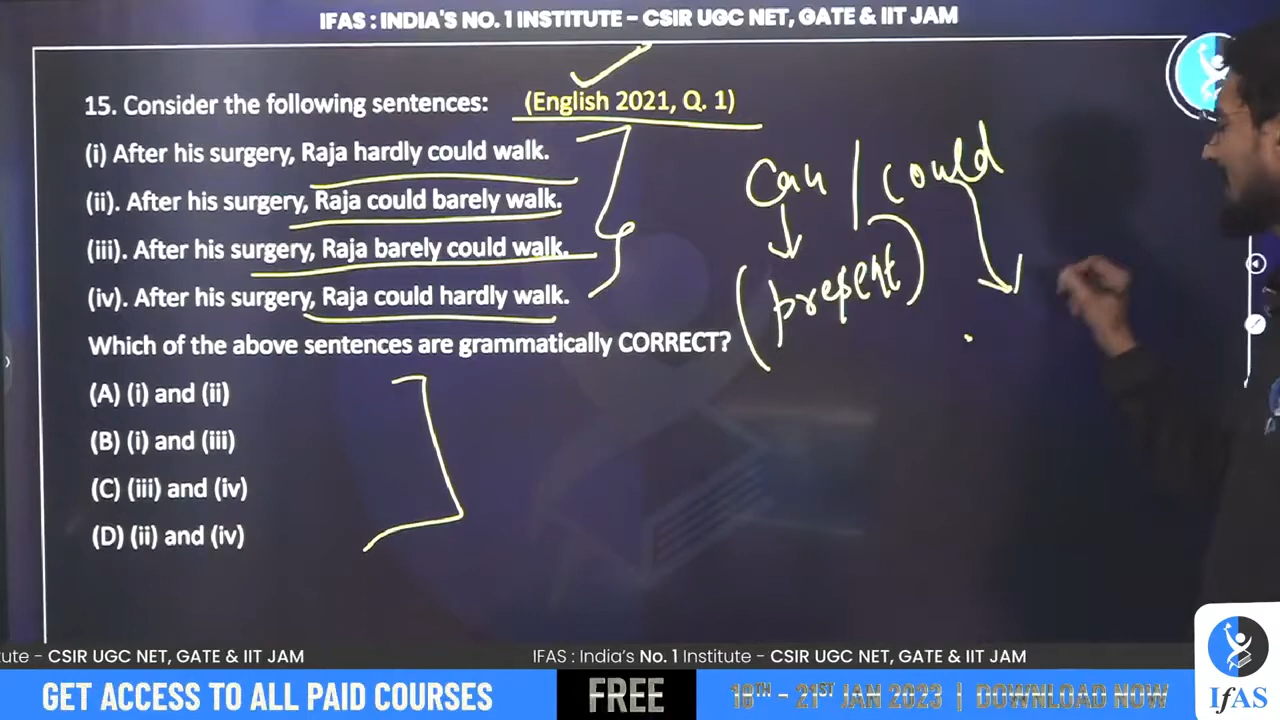 IFAS : INDIA'S NO. 1 INSTITUTE – CSIR UGC NET, GATE & IIT JAM
15. Consider the following sentences: (English 2021, Q. 1)
(i) After his surgery, Raja hardly could walk.
(ii). After his surgery, Raja could barely walk.
(iii). After his surgery, Raja barely could walk.
(iv). After his surgery, Raja could hardly walk.
Which of the above sentences are grammatically CORRECT?
(A) (i) and (ii)
(B) (i) and (iii)
(C) (iii) and (iv)
(D) (ii) and (iv)
Can / could
(present)
tute - CSIR UGC NET, GATE & IIT JAM IFAS : India's No. 1 Institute - CSIR UGC NET, GATE & IIT JAM
GET ACCESS TO ALL PAID COURSES FREE 18TH - 21ST JAN 2023 | DOWNLOAD NOW
IfAS